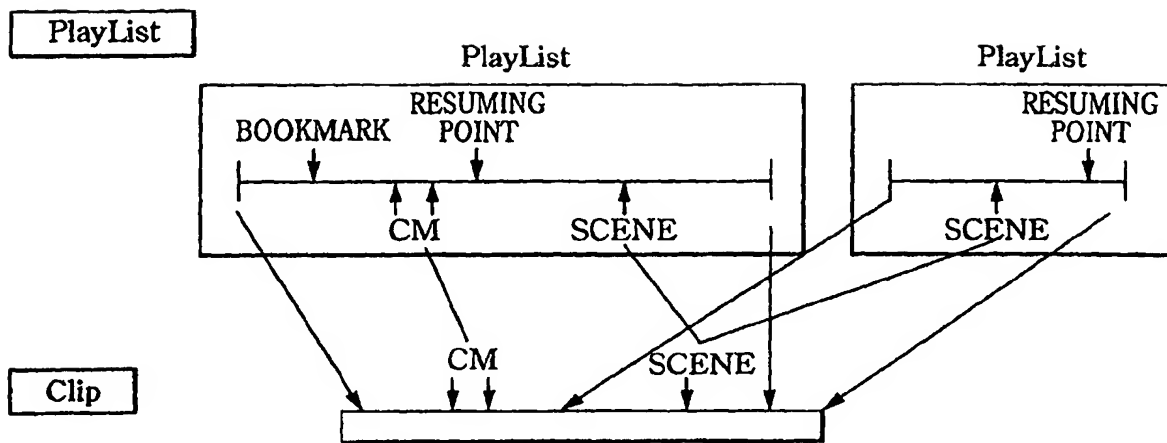 PlayList
PlayList
PlayList
RESUMING
POINT
BOOKMARK
RESUMING
POINT
CM
SCENE
SCENE
CM
SCENE
Clip